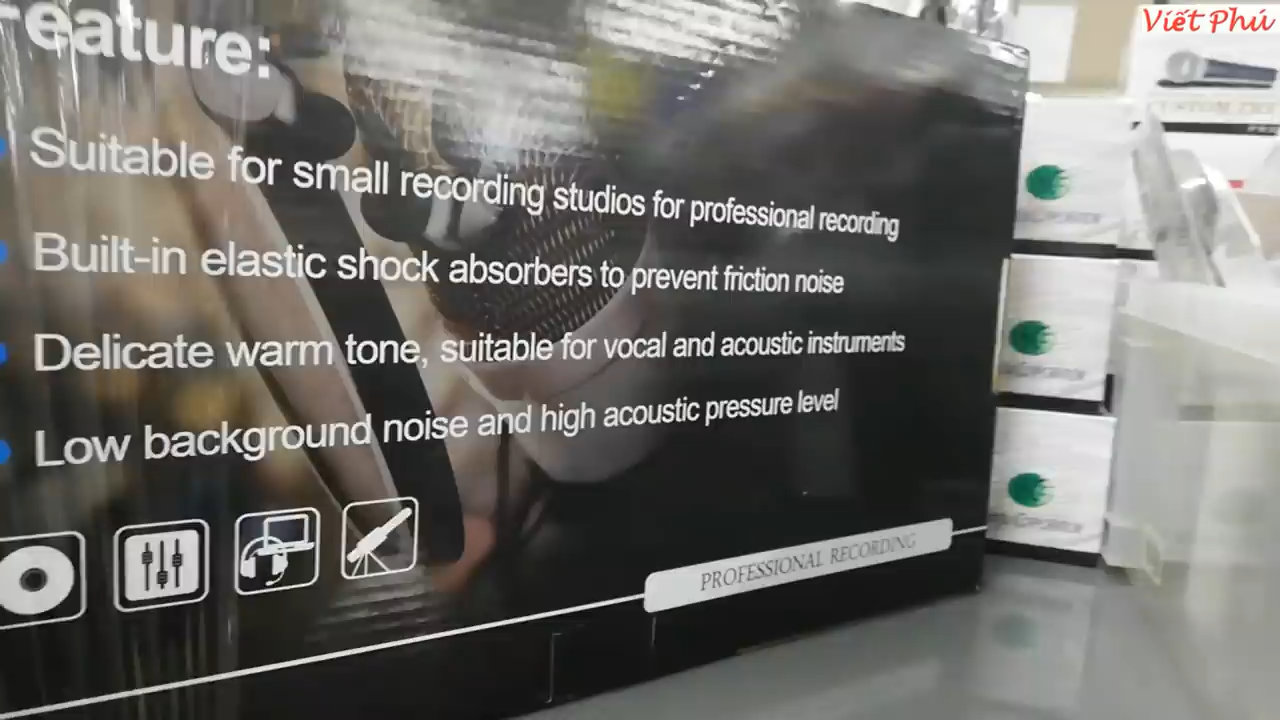 Viết Phú
eature:
Suitable for small recording studios for professional recording
Built-in elastic shock absorbers to prevent friction noise
Delicate warm tone, suitable for vocal and acoustic instruments
Low background noise and high acoustic pressure level
PROFESSIONAL RECORDING